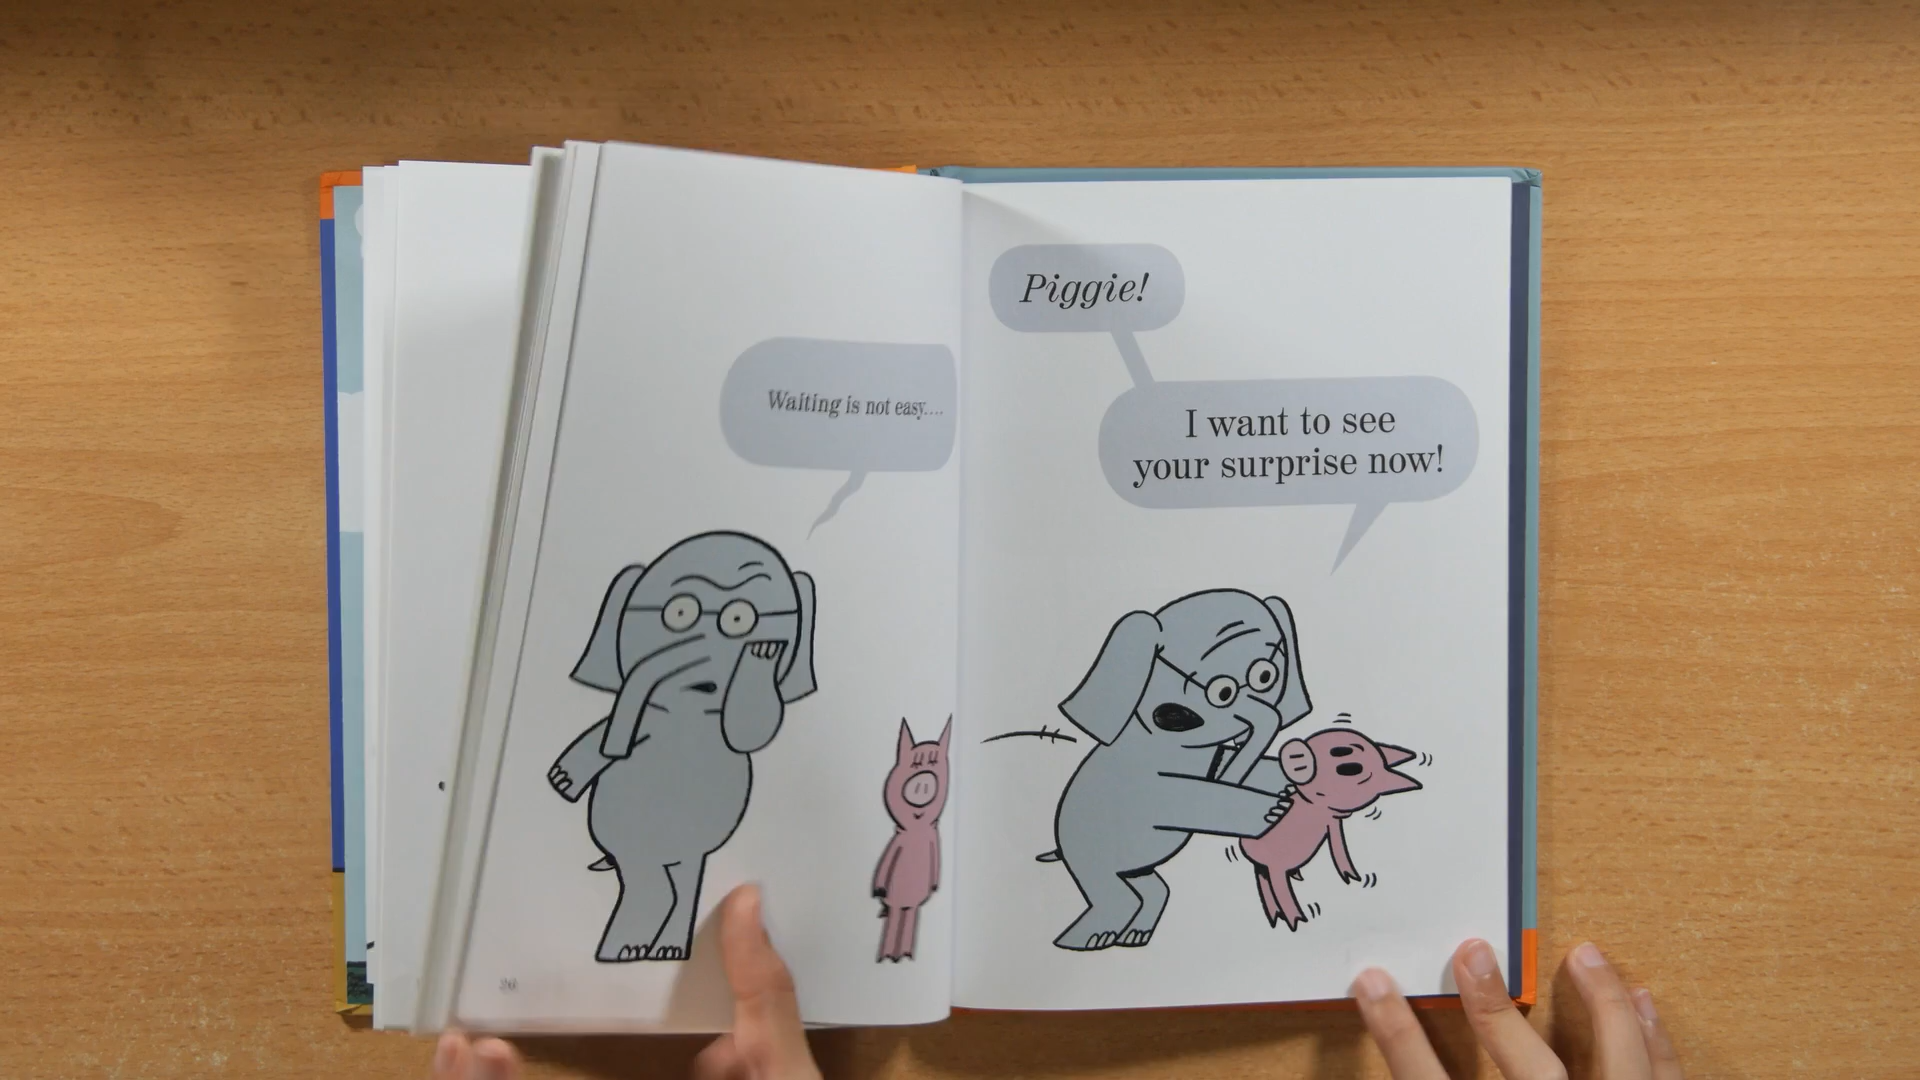 Waiting is not easy....
Piggie!
I want to see
your surprise now!
26